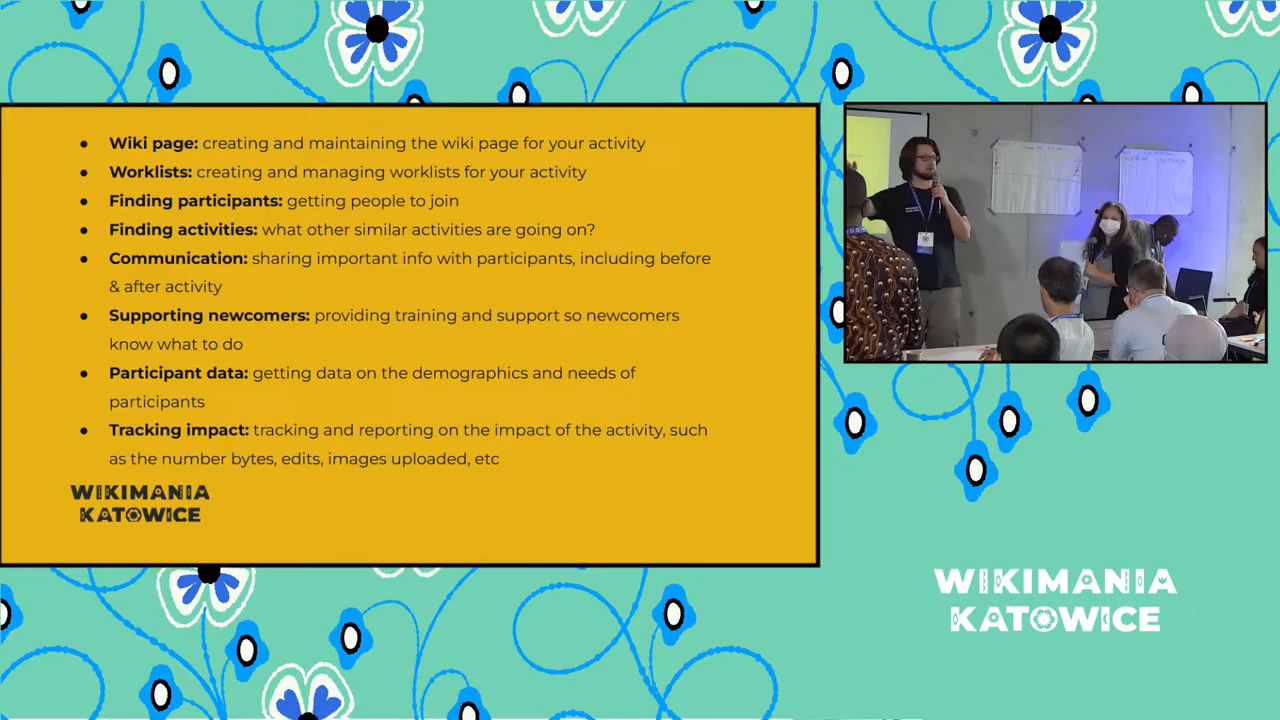 ● Wiki page: creating and maintaining the wiki page for your activity
● Worklists: creating and managing worklists for your activity
● Finding participants: getting people to join
● Finding activities: what other similar activities are going on?
● Communication: sharing important info with participants, including before
& after activity
● Supporting newcomers: providing training and support so newcomers
know what to do
● Participant data: getting data on the demographics and needs of
participants
● Tracking impact: tracking and reporting on the impact of the activity, such
as the number bytes, edits, images uploaded, etc
WIKIMANIA
KATOWICE
WIKIMANIA
KATOWICE